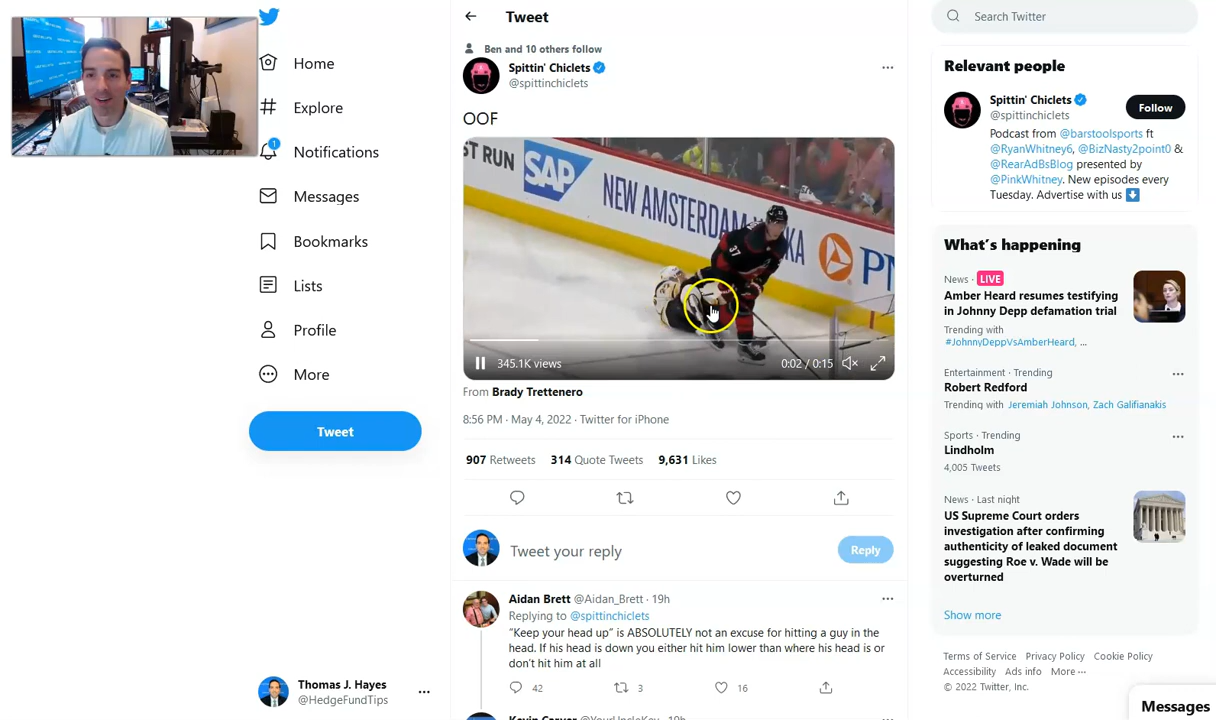 Home
Explore
1
Notifications
Messages
Bookmarks
Lists
Profile
More
Tweet
Thomas J. Hayes
@HedgeFundTips
Tweet
Ben and 10 others follow
Spittin' Chiclets
@spittinchiclets
OOF
ST RUN
SAP
NEW AMSTERDAM
KA
PN
37
345.1K views
0:02 / 0:15
From Brady Trettenero
8:56 PM · May 4, 2022 · Twitter for iPhone
907 Retweets 314 Quote Tweets 9,631 Likes
Tweet your reply
Reply
Aidan Brett @Aidan_Brett · 19h
Replying to @spittinchiclets
“Keep your head up” is ABSOLUTELY not an excuse for hitting a guy in the
head. If his head is down you either hit him lower than where his head is or
don’t hit him at all
42 3 16
Kevin Carver @YourUncleKev · 19h
Search Twitter
Relevant people
Spittin' Chiclets
@spittinchiclets
Follow
Podcast from @barstoolsports ft
@RyanWhitney6, @BizNasty2point0 &
@RearAdBsBlog presented by
@PinkWhitney. New episodes every
Tuesday. Advertise with us
What’s happening
News · LIVE
Amber Heard resumes testifying
in Johnny Depp defamation trial
Trending with
#JohnnyDeppVsAmberHeard, ...
Entertainment · Trending
Robert Redford
Trending with Jeremiah Johnson, Zach Galifianakis
Sports · Trending
Lindholm
4,005 Tweets
News · Last night
US Supreme Court orders
investigation after confirming
authenticity of leaked document
suggesting Roe v. Wade will be
overturned
Show more
Terms of Service Privacy Policy Cookie Policy
Accessibility Ads info More ···
© 2022 Twitter, Inc.
Messages